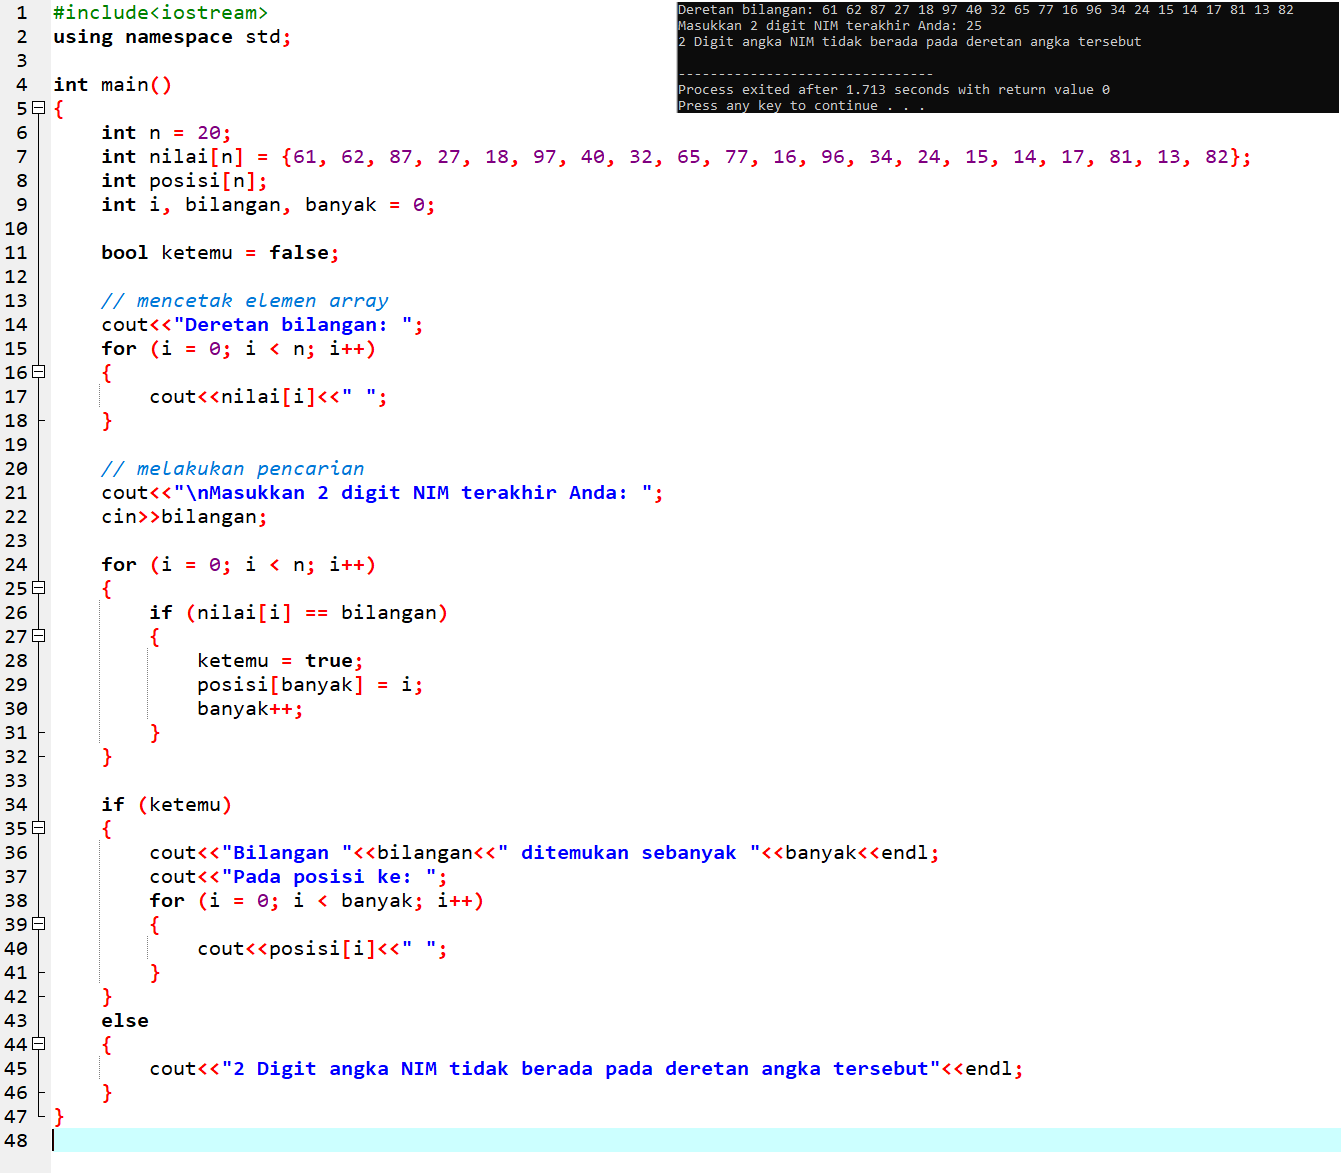 1 #include<iostream>
2 using namespace std;
3
4 int main()
5 {
6     int n = 20;
7     int nilai[n] = {61, 62, 87, 27, 18, 97, 40, 32, 65, 77, 16, 96, 34, 24, 15, 14, 17, 81, 13, 82};
8     int posisi[n];
9     int i, bilangan, banyak = 0;
10
11     bool ketemu = false;
12
13     // mencetak elemen array
14     cout<<"Deretan bilangan: ";
15     for (i = 0; i < n; i++)
16     {
17         cout<<nilai[i]<<" ";
18     }
19
20     // melakukan pencarian
21     cout<<"\nMasukkan 2 digit NIM terakhir Anda: ";
22     cin>>bilangan;
23
24     for (i = 0; i < n; i++)
25     {
26         if (nilai[i] == bilangan)
27         {
28             ketemu = true;
29             posisi[banyak] = i;
30             banyak++;
31         }
32     }
33
34     if (ketemu)
35     {
36         cout<<"Bilangan "<<bilangan<<" ditemukan sebanyak "<<banyak<<endl;
37         cout<<"Pada posisi ke: ";
38         for (i = 0; i < banyak; i++)
39         {
40             cout<<posisi[i]<<" ";
41         }
42     }
43     else
44     {
45         cout<<"2 Digit angka NIM tidak berada pada deretan angka tersebut"<<endl;
46     }
47 }
48
Deretan bilangan: 61 62 87 27 18 97 40 32 65 77 16 96 34 24 15 14 17 81 13 82
Masukkan 2 digit NIM terakhir Anda: 25
2 Digit angka NIM tidak berada pada deretan angka tersebut
--------------------------------
Process exited after 1.713 seconds with return value 0
Press any key to continue . . .